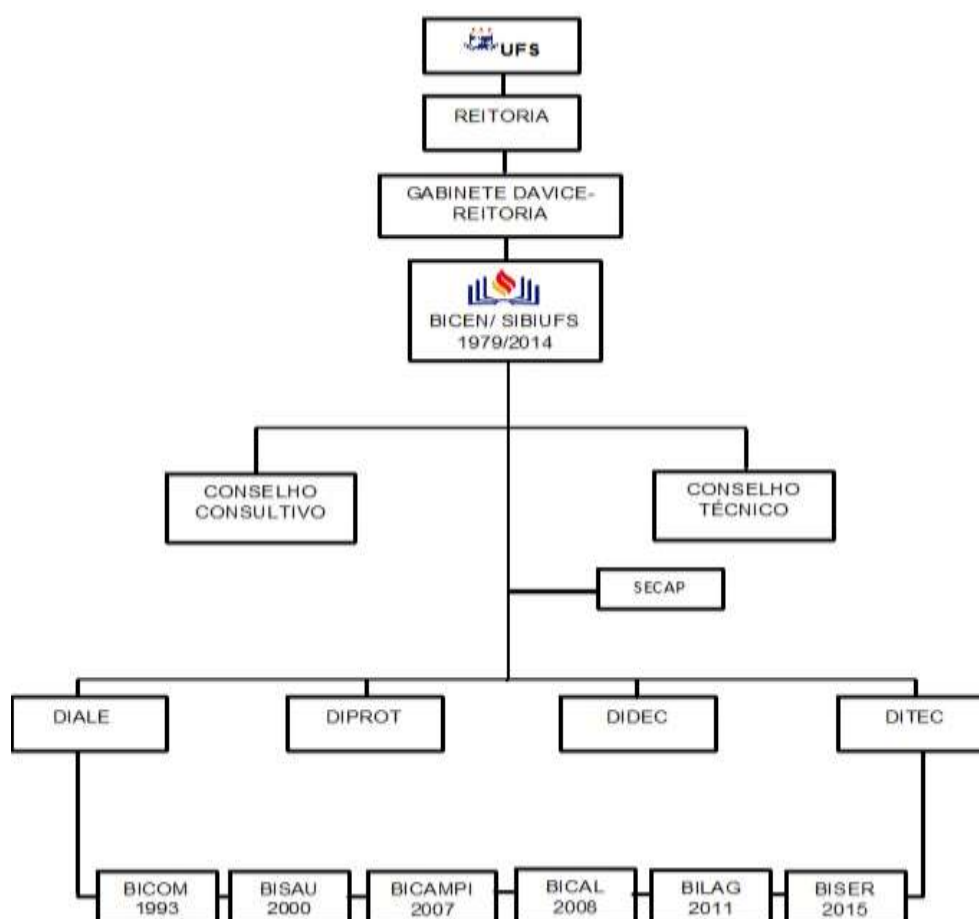 UFS
REITORIA
GABINETE DAVICE-
REITORIA
BICEN/ SIBIUFS
1979/2014
CONSELHO
CONSULTIVO
CONSELHO
TÉCNICO
SECAP
DIALE
DIPROT
DIDEC
DITEC
BICOM
1993
BISAU
2000
BICAMPI
2007
BICAL
2008
BILAG
2011
BISER
2015